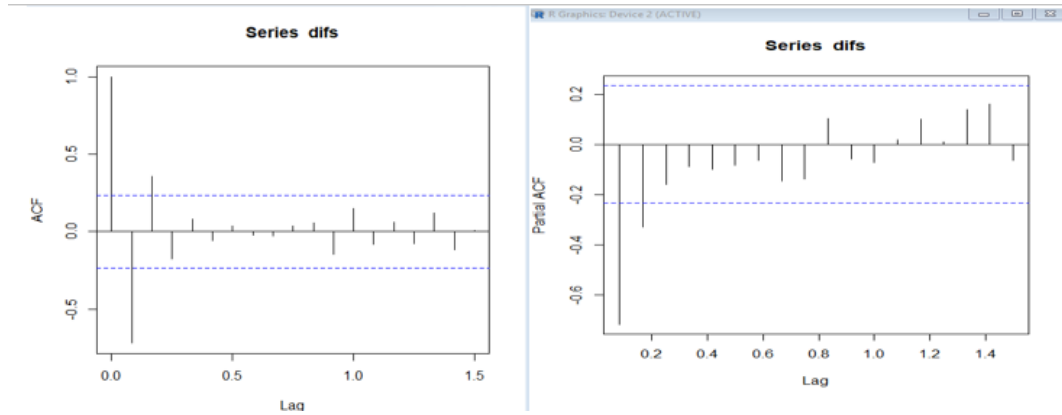 Series difs
1.0
0.5
0.0
-0.5
ACF
0.0 0.5 1.0 1.5
Lag
R Graphics: Device 2 (ACTIVE)
Series difs
0.2
0.0
-0.2
-0.4
-0.6
Partial ACF
0.2 0.4 0.6 0.8 1.0 1.2 1.4
Lag